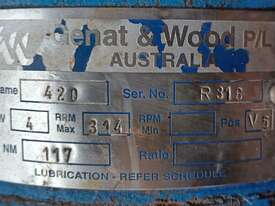 enat & Wood P/L
AUSTRALIA
ame 420 Ser. No. R316
W 4 RPM Max 314 RPM Min Pos V5
NM 117 Ratio
LUBRICATION - REFER SCHEDULE